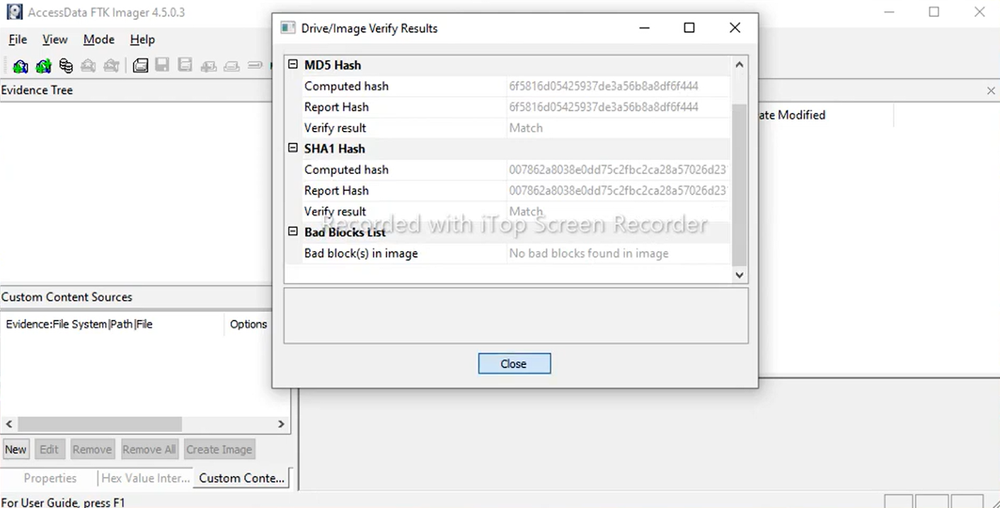 AccessData FTK Imager 4.5.0.3
File View Mode Help
Evidence Tree
Drive/Image Verify Results
MD5 Hash
Computed hash 6f5816d05425937de3a56b8a8df6f444
Report Hash 6f5816d05425937de3a56b8a8df6f444
Verify result Match
SHA1 Hash
Computed hash 007862a8038e0dd75c2fbc2ca28a57026d23
Report Hash 007862a8038e0dd75c2fbc2ca28a57026d23
Verify result Match
Recorded with iTop Screen Recorder
Bad Blocks List
Bad block(s) in image No bad blocks found in image
Close
ate Modified
Custom Content Sources
Evidence:File System|Path|File Options
New Edit Remove Remove All Create Image
Properties Hex Value Inter... Custom Conte...
For User Guide, press F1